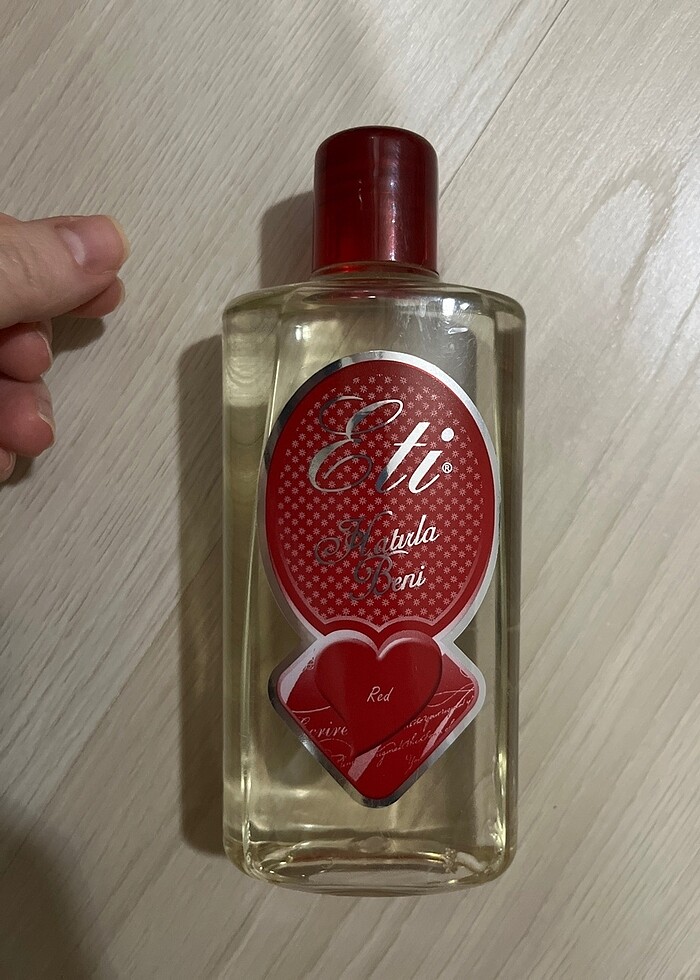 Eti®
Hatırla
Beni
Red